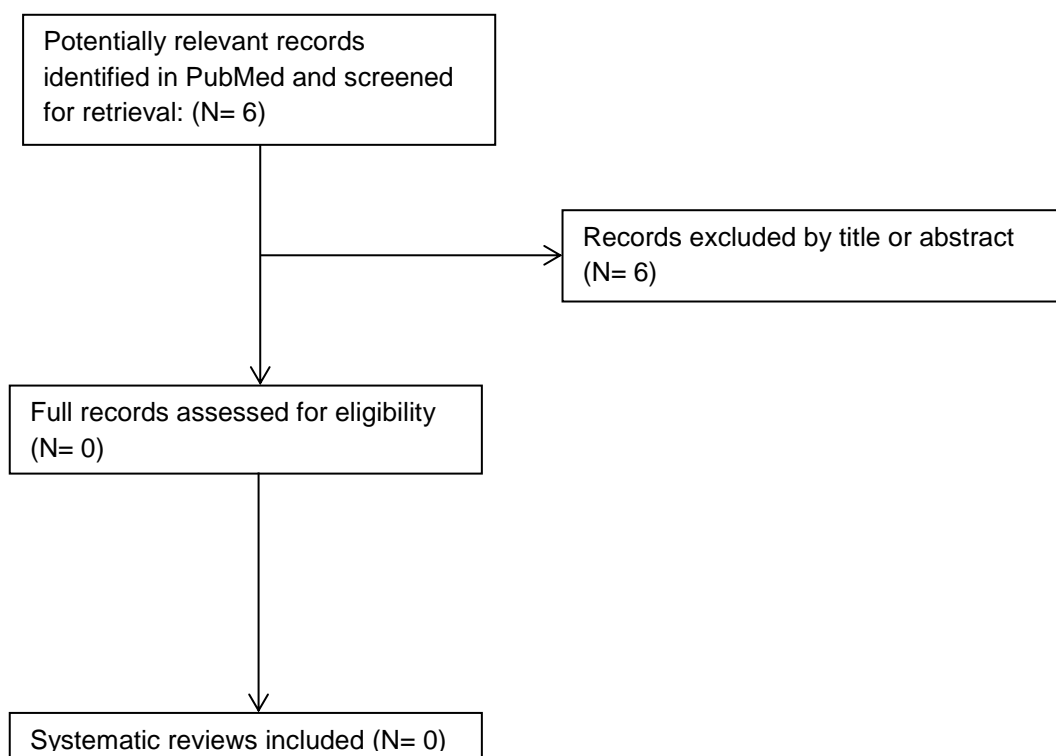 Potentially relevant records
identified in PubMed and screened
for retrieval: (N= 6)
Records excluded by title or abstract
(N= 6)
Full records assessed for eligibility
(N= 0)
Systematic reviews included (N= 0)